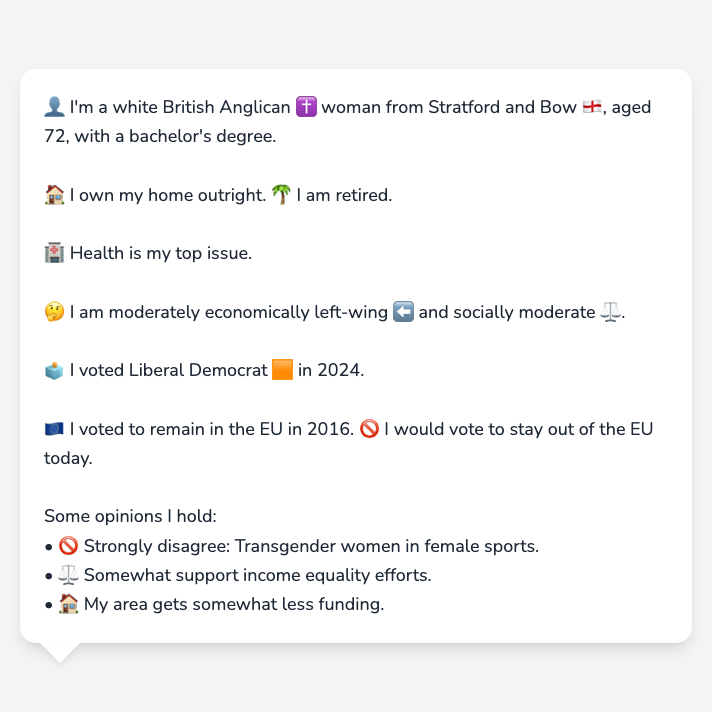 👤 I'm a white British Anglican ✝️ woman from Stratford and Bow 🏴󠁧󠁢󠁥󠁮󠁧󠁿, aged
72, with a bachelor's degree.
🏠 I own my home outright. 🌴 I am retired.
🏥 Health is my top issue.
🤔 I am moderately economically left-wing ⬅️ and socially moderate ⚖️.
🗳️ I voted Liberal Democrat 🟧 in 2024.
🇪🇺 I voted to remain in the EU in 2016. 🚫 I would vote to stay out of the EU
today.
Some opinions I hold:
• 🚫 Strongly disagree: Transgender women in female sports.
• ⚖️ Somewhat support income equality efforts.
• 🏠 My area gets somewhat less funding.